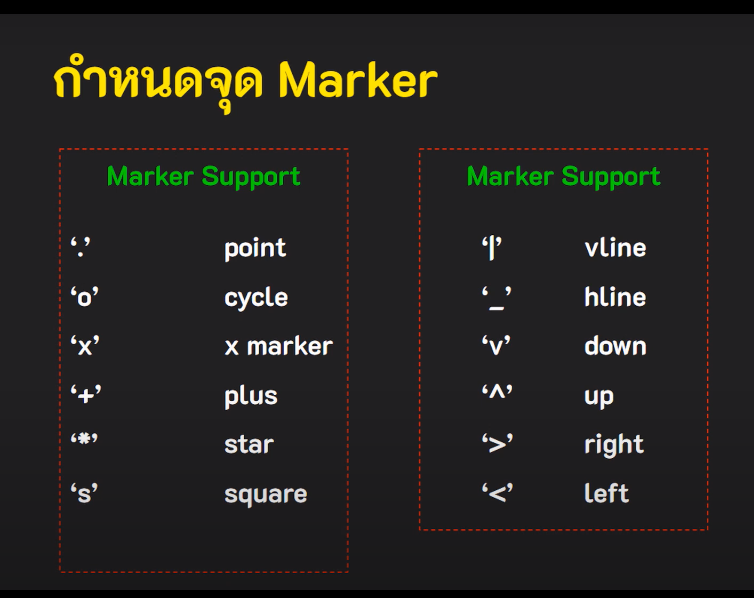 กำหนดจุด Marker
Marker Support
‘.’ point
‘o’ cycle
‘x’ x marker
‘+’ plus
‘*’ star
‘s’ square
Marker Support
‘|’ vline
‘_’ hline
‘v’ down
‘^’ up
‘>’ right
‘<’ left